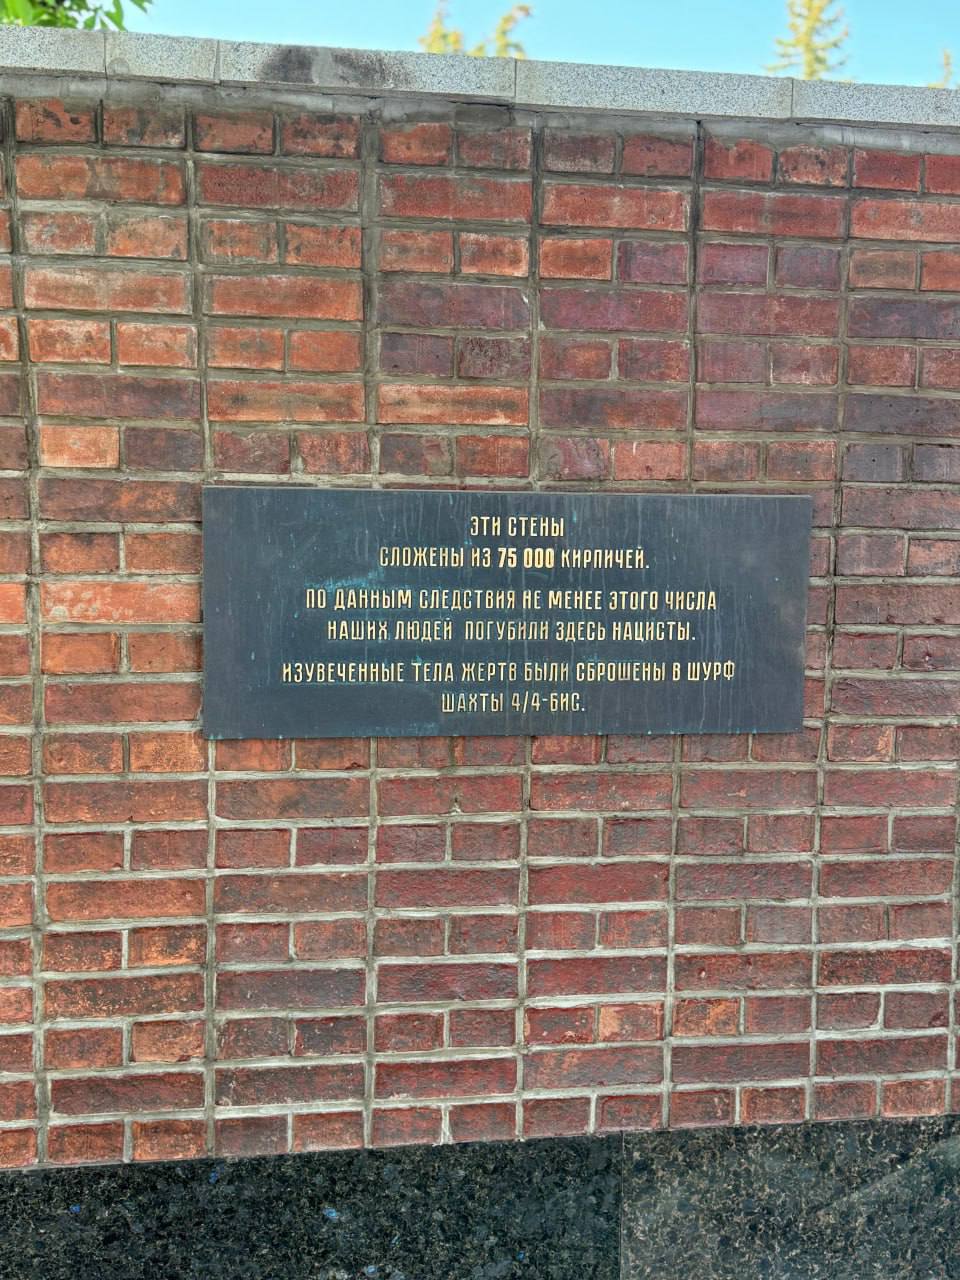 ЭТИ СТЕНЫ
СЛОЖЕНЫ ИЗ 75 000 КИРПИЧЕЙ.
ПО ДАННЫМ СЛЕДСТВИЯ НЕ МЕНЕЕ ЭТОГО ЧИСЛА
НАШИХ ЛЮДЕЙ ПОГУБИЛИ ЗДЕСЬ НАЦИСТЫ.
ИЗУВЕЧЕННЫЕ ТЕЛА ЖЕРТВ БЫЛИ СБРОШЕНЫ В ШУРФ
ШАХТЫ 4/4-БИС.